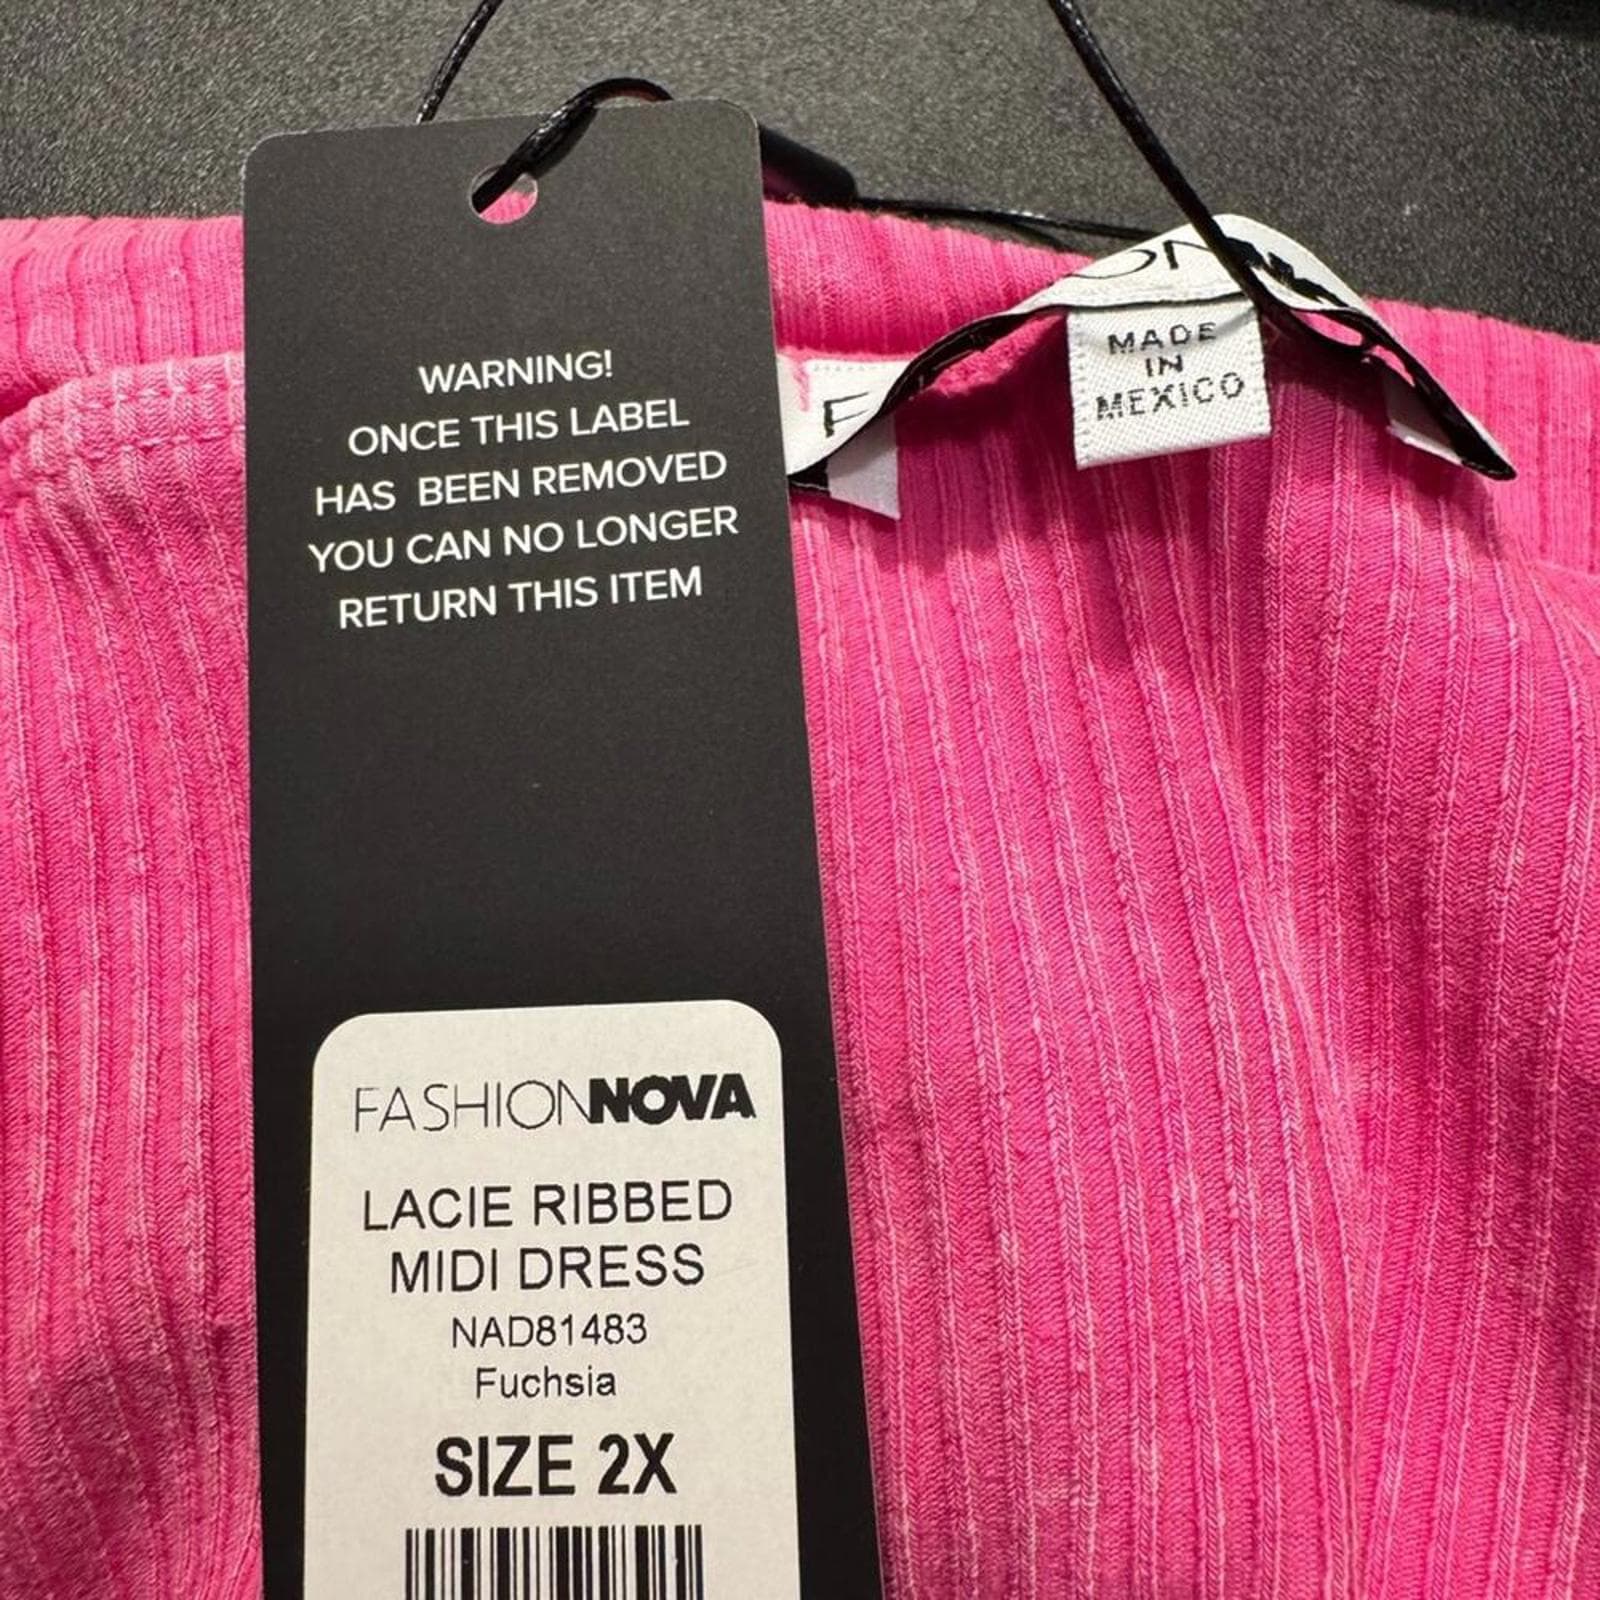 WARNING!
ONCE THIS LABEL
HAS BEEN REMOVED
YOU CAN NO LONGER
RETURN THIS ITEM
MADE
IN
MEXICO
FASHIONNOVA
LACIE RIBBED
MIDI DRESS
NAD81483
Fuchsia
SIZE 2X